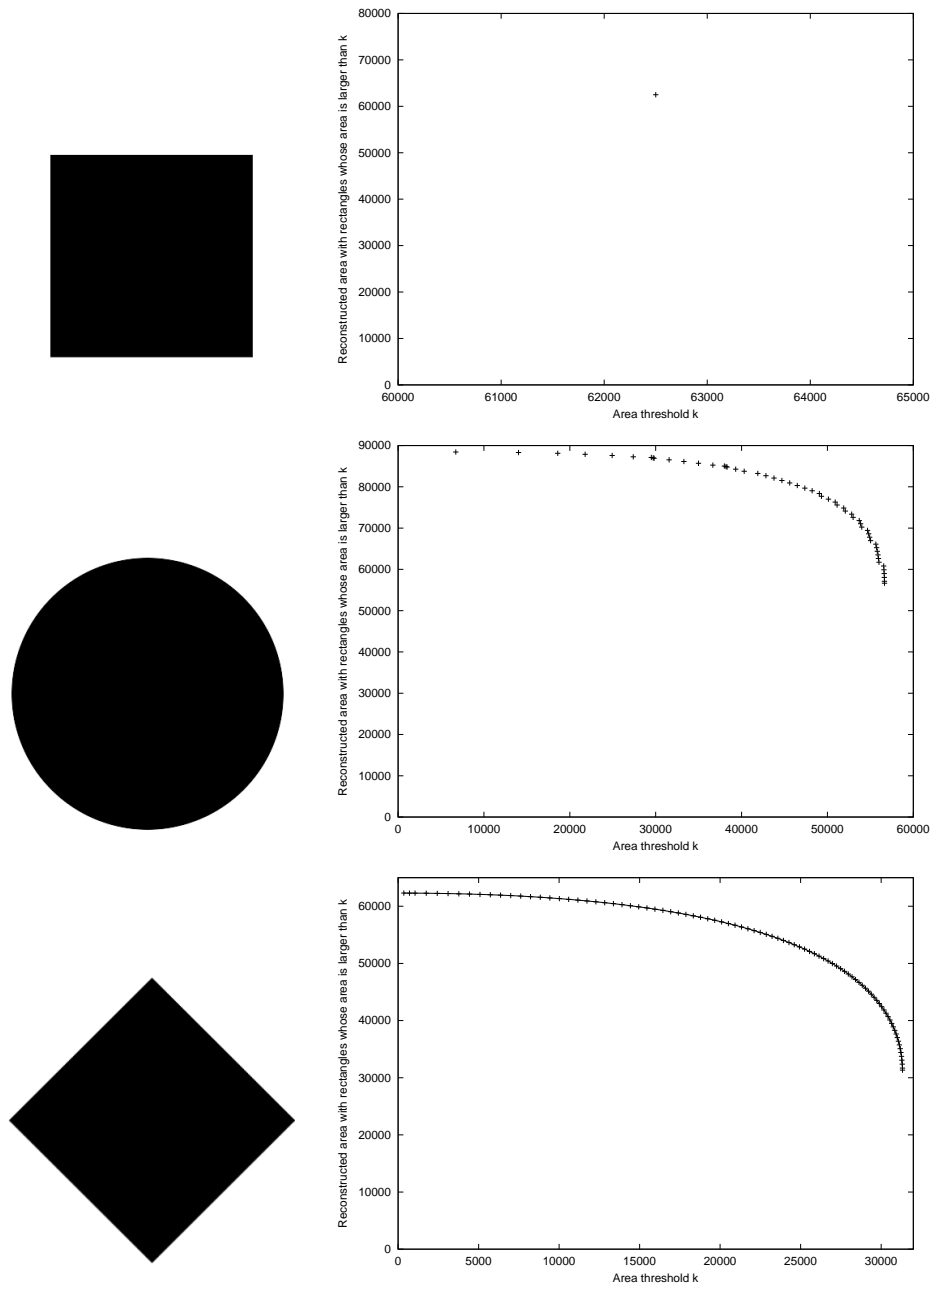 80000
70000
60000
50000
40000
30000
20000
10000
0
Reconstructed area with rectangles whose area is larger than k
60000 61000 62000 63000 64000 65000
Area threshold k
90000
80000
70000
60000
50000
40000
30000
20000
10000
0
Reconstructed area with rectangles whose area is larger than k
0 10000 20000 30000 40000 50000 60000
Area threshold k
60000
50000
40000
30000
20000
10000
0
Reconstructed area with rectangles whose area is larger than k
0 5000 10000 15000 20000 25000 30000
Area threshold k